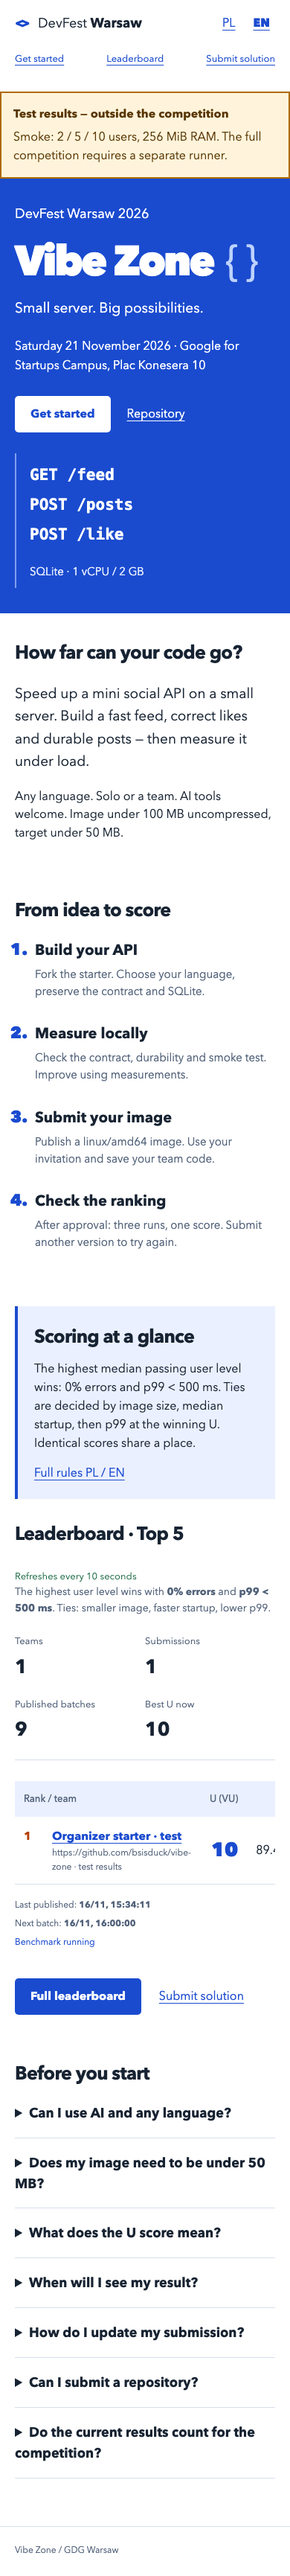 DevFest Warsaw
PL
EN
Get started
Leaderboard
Submit solution
Test results — outside the competition
Smoke: 2 / 5 / 10 users, 256 MiB RAM. The full
competition requires a separate runner.
DevFest Warsaw 2026
Vibe Zone { }
Small server. Big possibilities.
Saturday 21 November 2026 · Google for
Startups Campus, Plac Konesera 10
Get started
Repository
GET /feed
POST /posts
POST /like
SQLite · 1 vCPU / 2 GB
How far can your code go?
Speed up a mini social API on a small
server. Build a fast feed, correct likes
and durable posts — then measure it
under load.
Any language. Solo or a team. AI tools
welcome. Image under 100 MB uncompressed,
target under 50 MB.
From idea to score
1. Build your API
Fork the starter. Choose your language,
preserve the contract and SQLite.
2. Measure locally
Check the contract, durability and smoke test.
Improve using measurements.
3. Submit your image
Publish a linux/amd64 image. Use your
invitation and save your team code.
4. Check the ranking
After approval: three runs, one score. Submit
another version to try again.
Scoring at a glance
The highest median passing user level
wins: 0% errors and p99 < 500 ms. Ties
are decided by image size, median
startup, then p99 at the winning U.
Identical scores share a place.
Full rules PL / EN
Leaderboard · Top 5
Refreshes every 10 seconds
The highest user level wins with 0% errors and p99 <
500 ms. Ties: smaller image, faster startup, lower p99.
Teams
Submissions
1
1
Published batches
Best U now
9
10
Rank / team
U (VU)
1
Organizer starter · test
https://github.com/bsisduck/vibe-
zone · test results
10
89.4
Last published: 16/11, 15:34:11
Next batch: 16/11, 16:00:00
Benchmark running
Full leaderboard
Submit solution
Before you start
▶ Can I use AI and any language?
▶ Does my image need to be under 50
MB?
▶ What does the U score mean?
▶ When will I see my result?
▶ How do I update my submission?
▶ Can I submit a repository?
▶ Do the current results count for the
competition?
Vibe Zone / GDG Warsaw